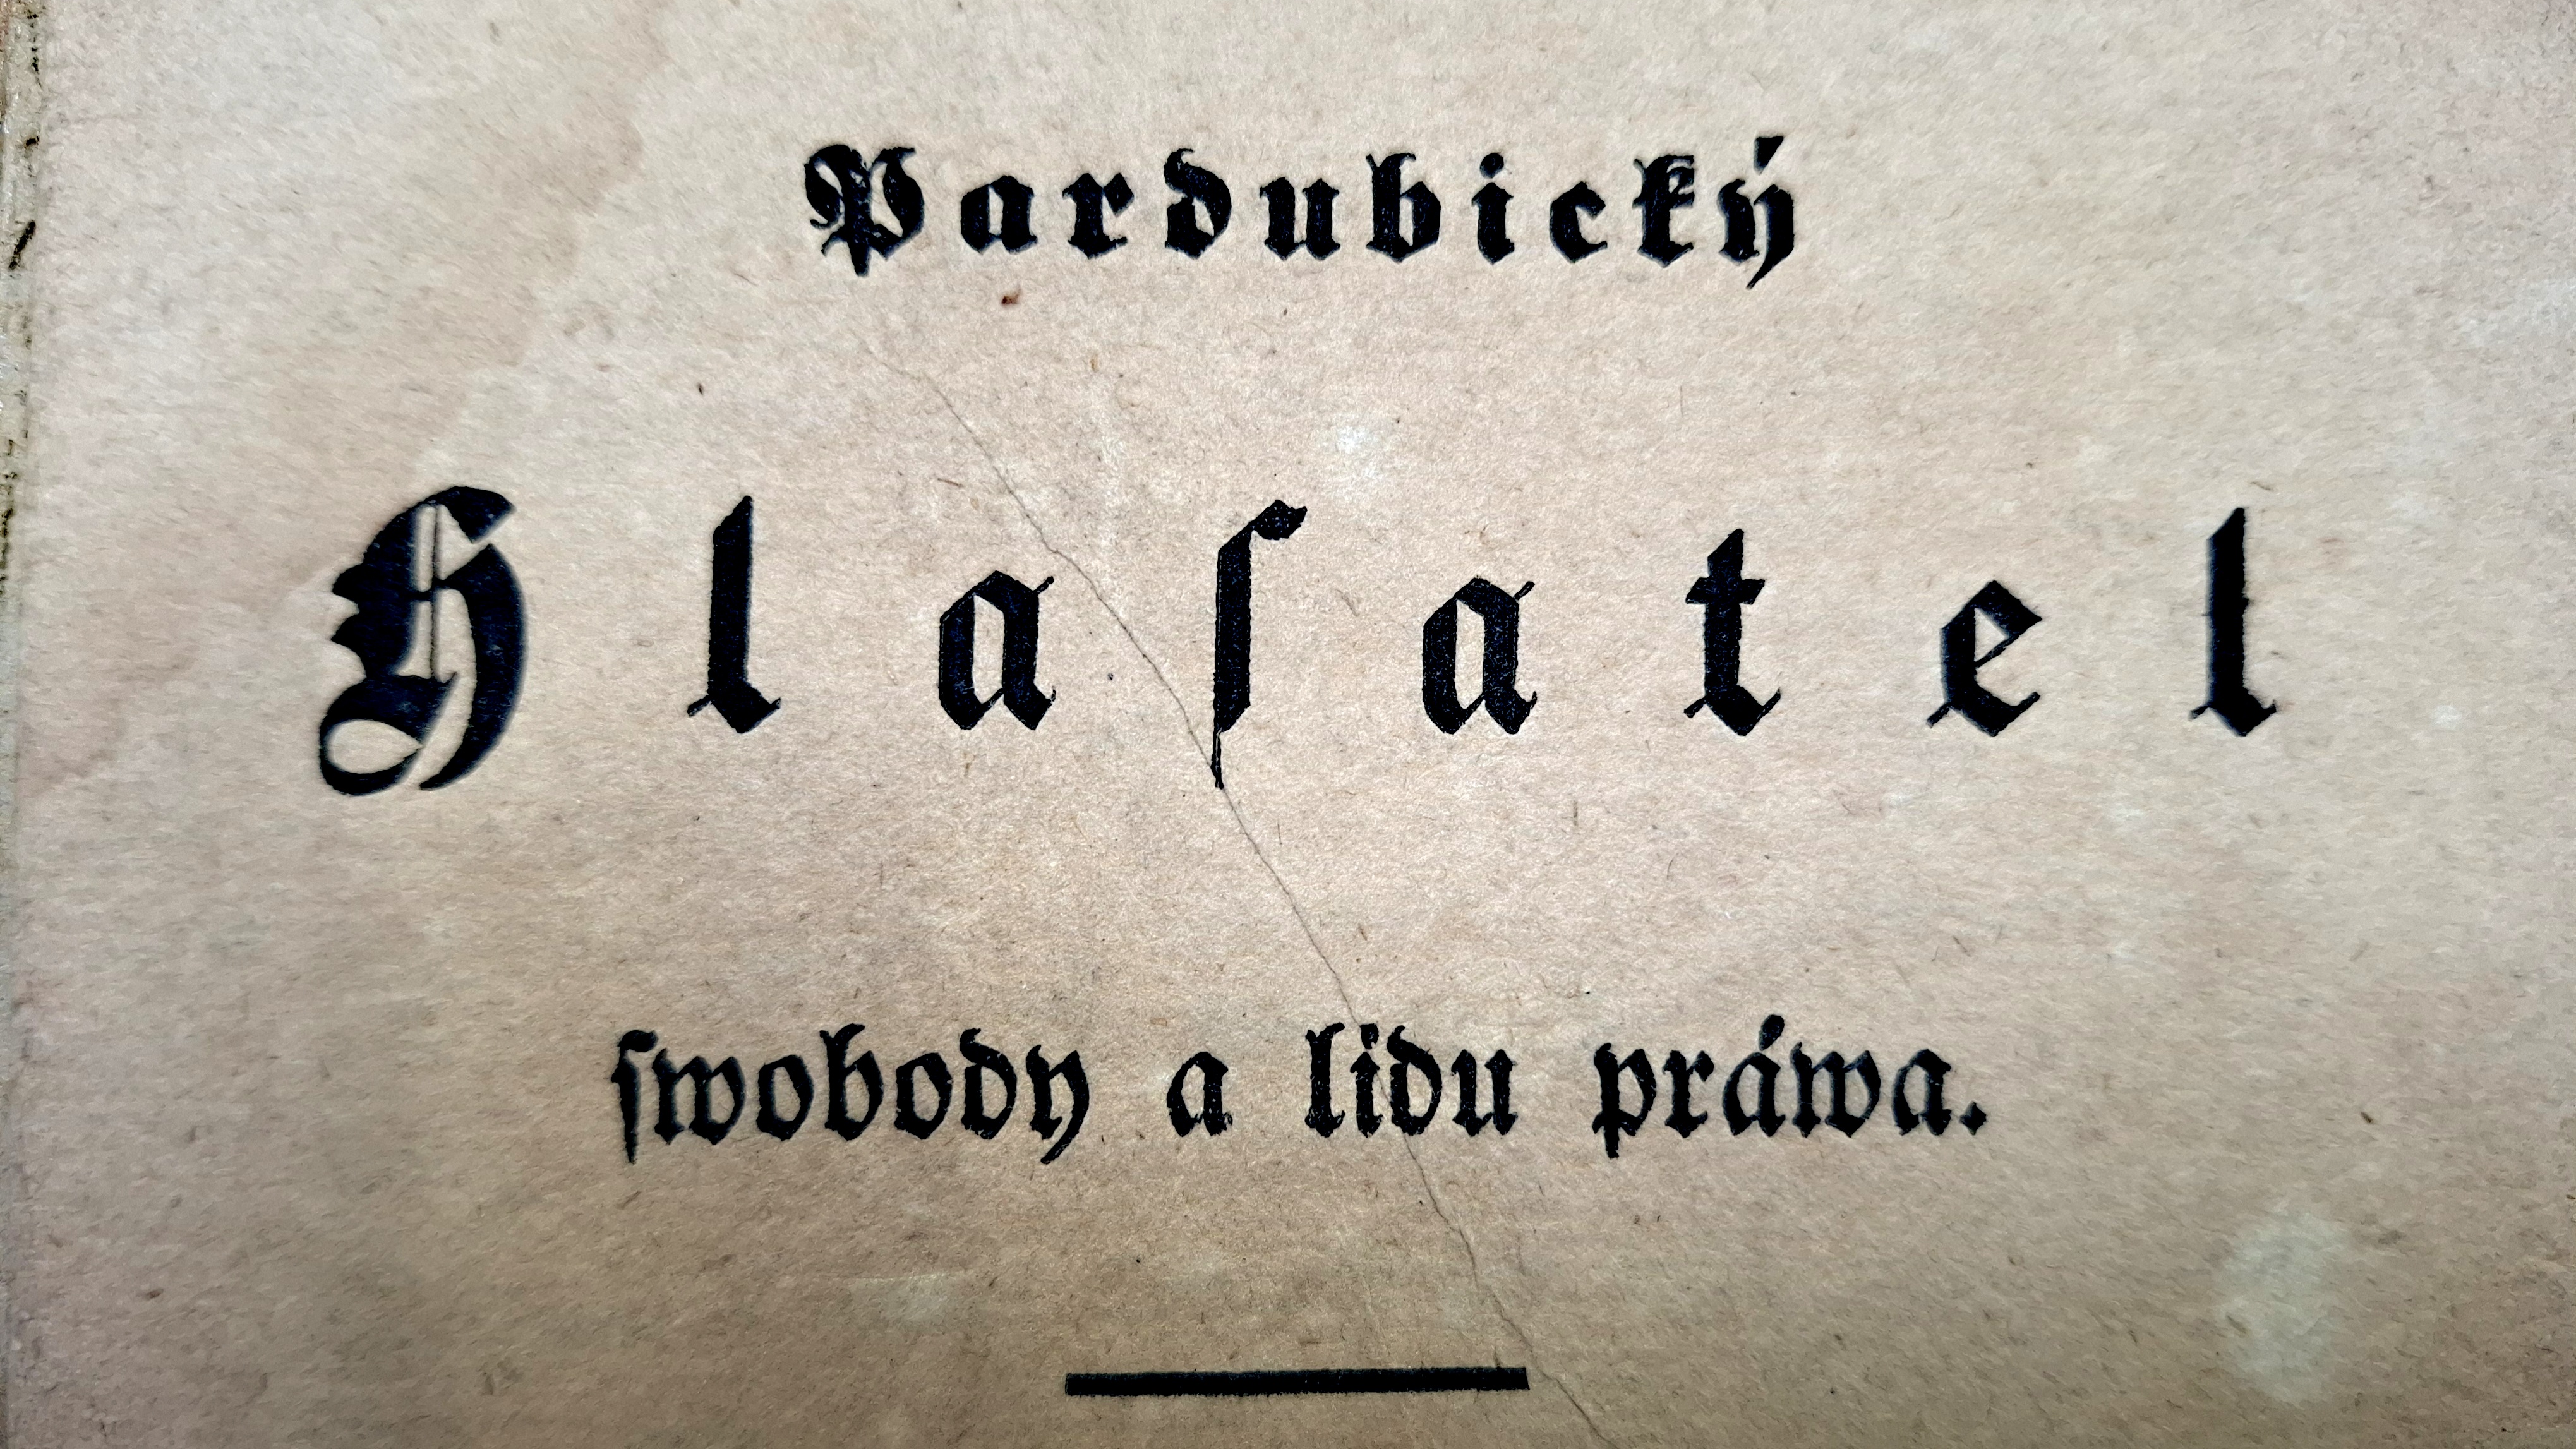 Pardubický
Hlaſatel
ſwobody a lidu práwa.